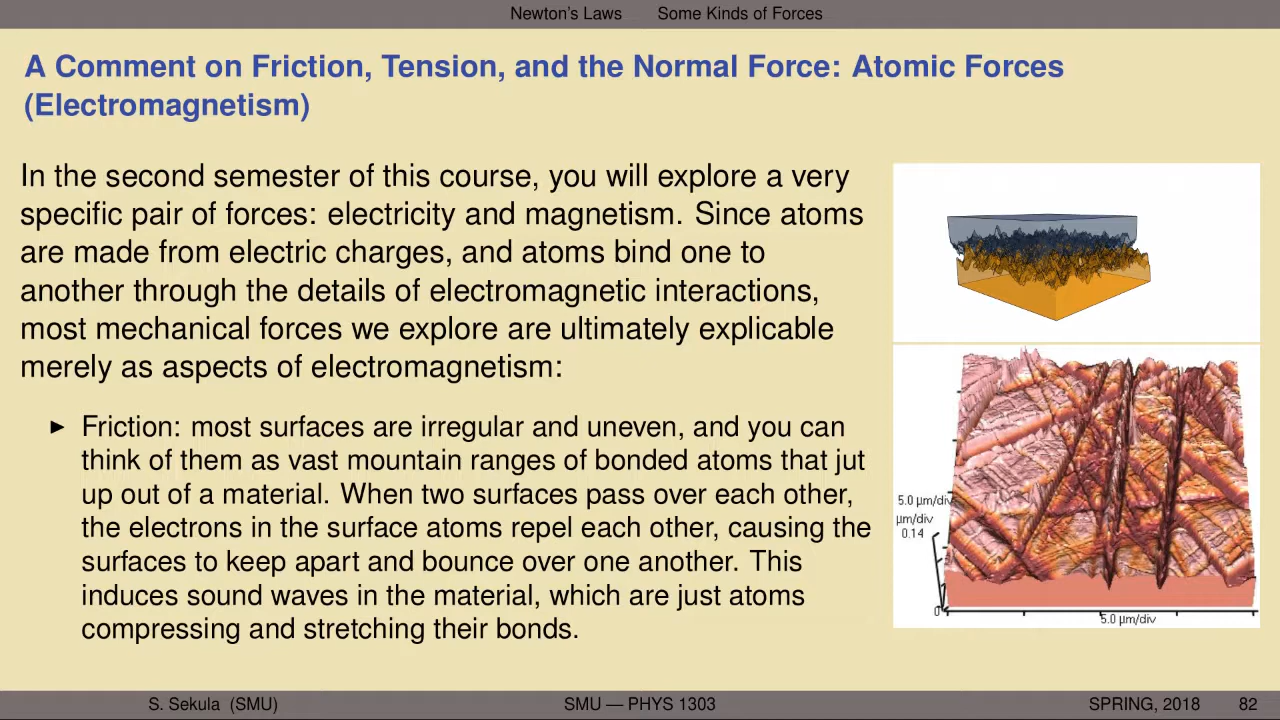 Newton's Laws Some Kinds of Forces
A Comment on Friction, Tension, and the Normal Force: Atomic Forces
(Electromagnetism)
In the second semester of this course, you will explore a very
specific pair of forces: electricity and magnetism. Since atoms
are made from electric charges, and atoms bind one to
another through the details of electromagnetic interactions,
most mechanical forces we explore are ultimately explicable
merely as aspects of electromagnetism:
▶ Friction: most surfaces are irregular and uneven, and you can
think of them as vast mountain ranges of bonded atoms that jut
up out of a material. When two surfaces pass over each other,
the electrons in the surface atoms repel each other, causing the
surfaces to keep apart and bounce over one another. This
induces sound waves in the material, which are just atoms
compressing and stretching their bonds.
5.0 µm/div
µm/div
0.14
0
5.0 µm/div
S. Sekula (SMU) SMU — PHYS 1303 SPRING, 2018 82